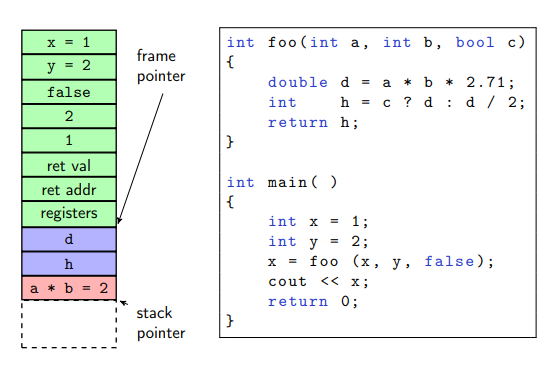 x = 1
y = 2
false
2
1
ret val
ret addr
registers
d
h
a * b = 2
frame
pointer
stack
pointer
int foo(int a, int b, bool c)
{
    double d = a * b * 2.71;
    int    h = c ? d : d / 2;
    return h;
}

int main( )
{
    int x = 1;
    int y = 2;
    x = foo (x, y, false);
    cout << x;
    return 0;
}